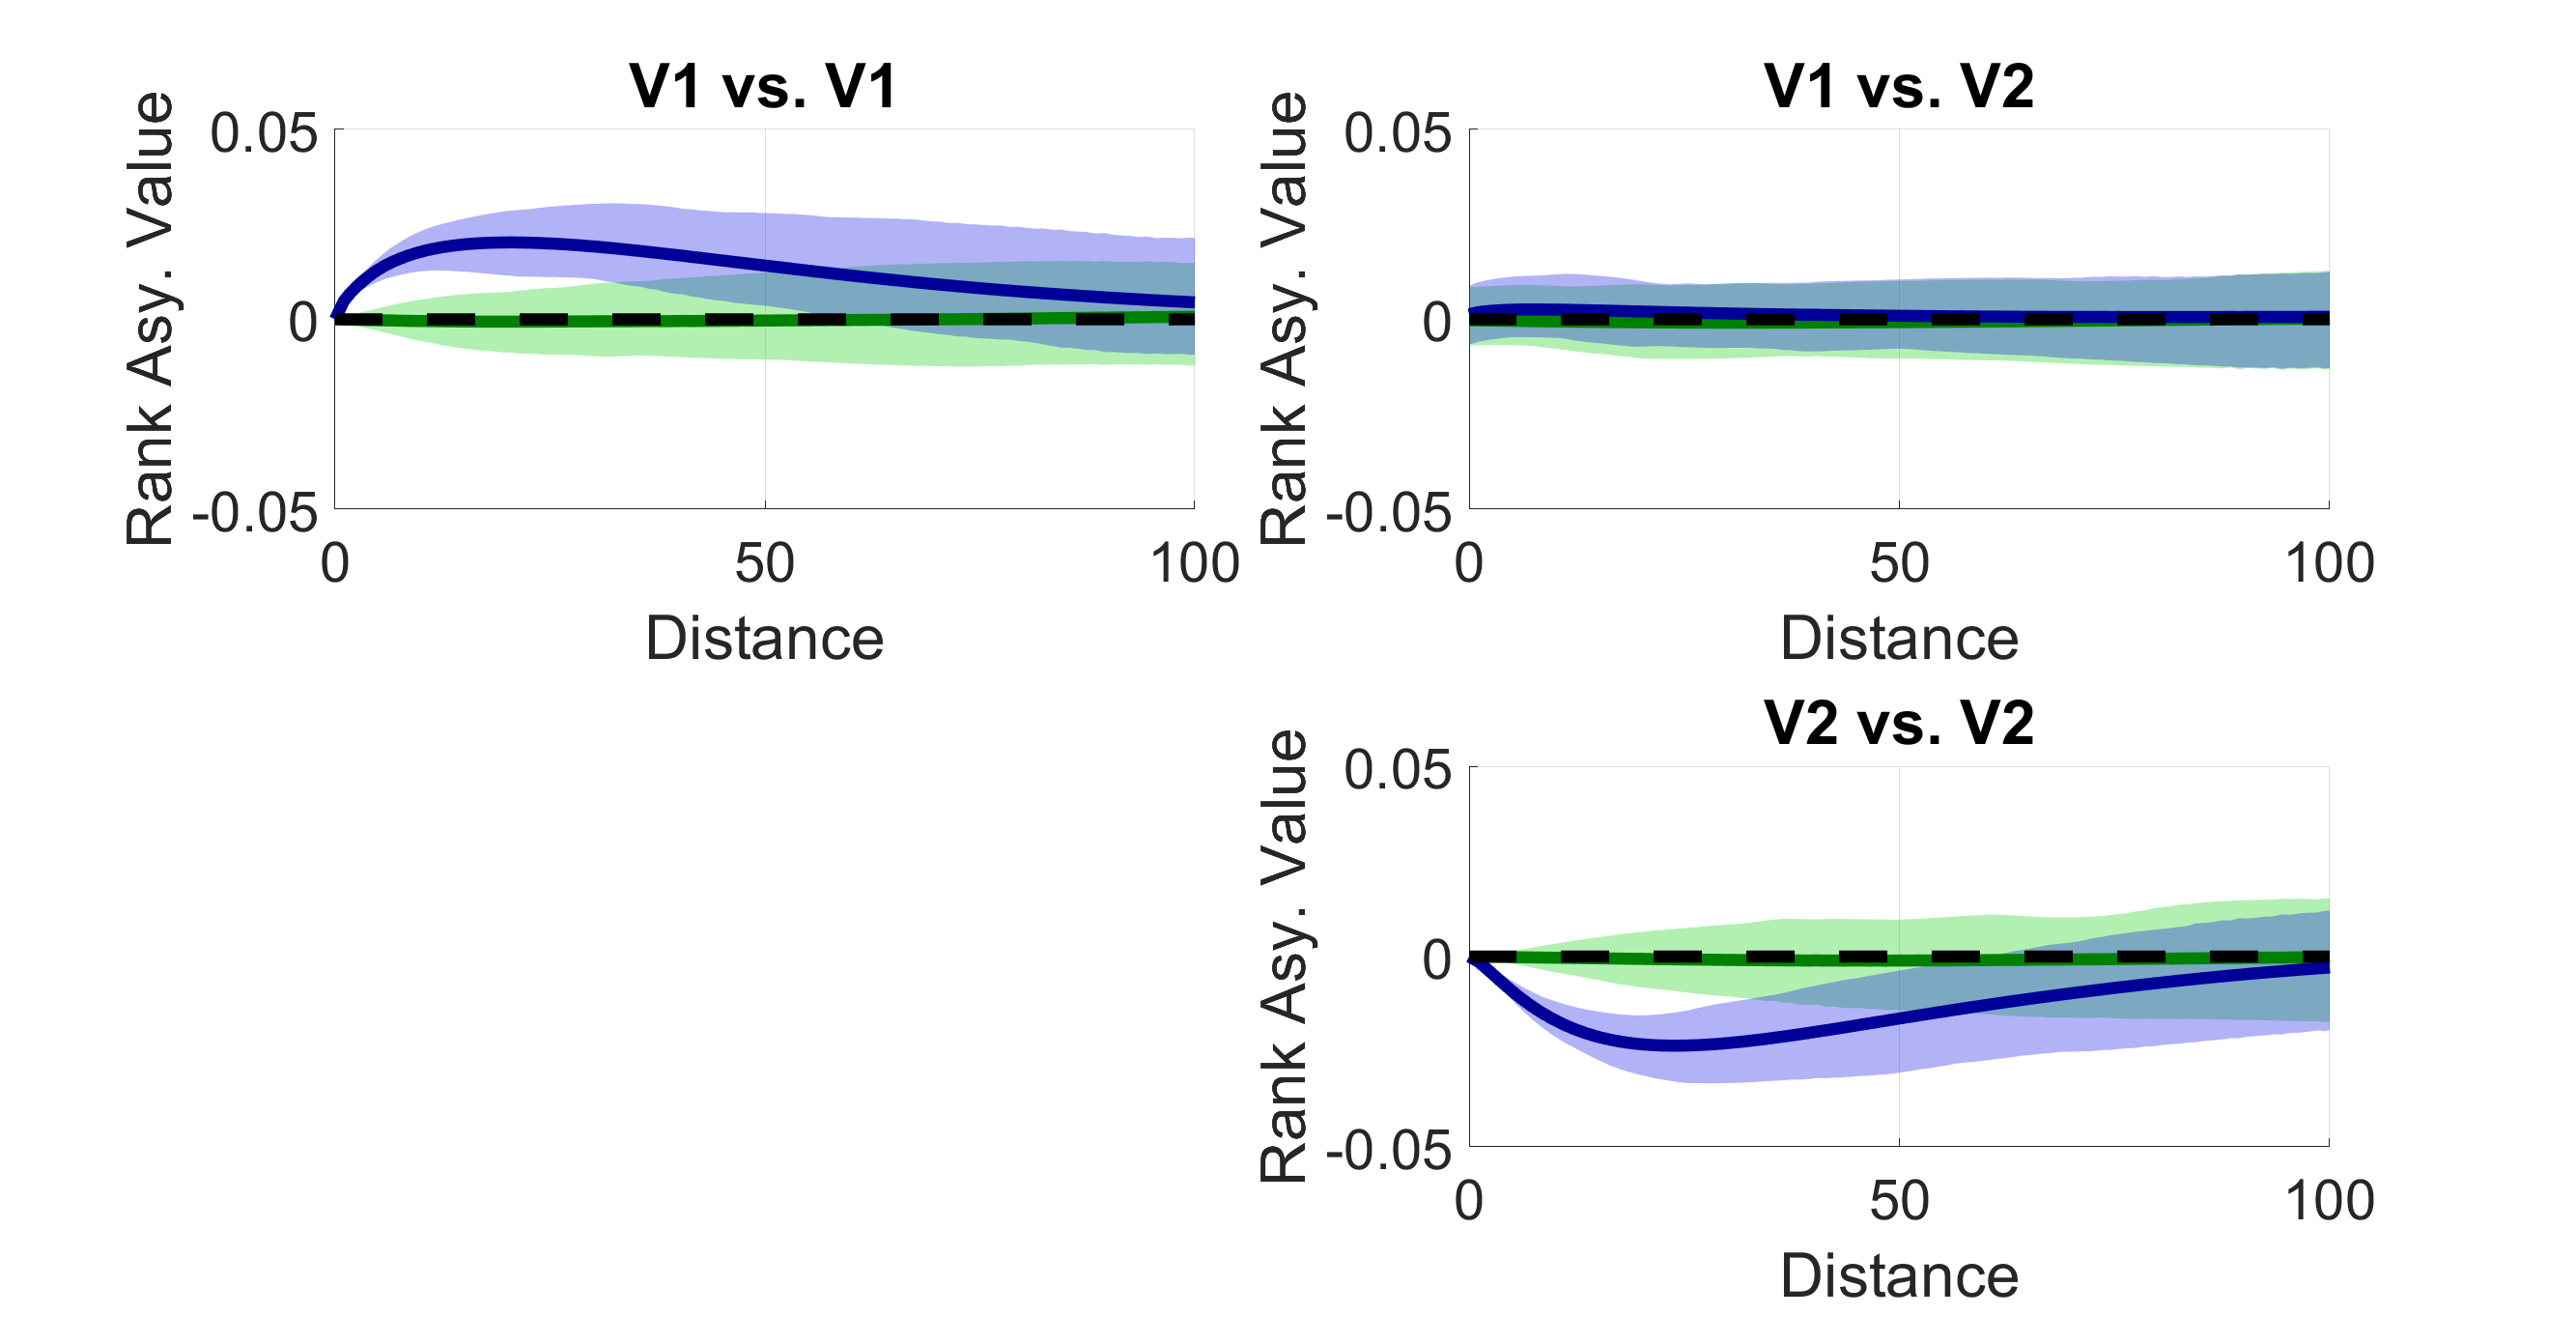 V1 vs. V1
Rank Asy. Value
0.05
0
-0.05
0 50 100
Distance
V1 vs. V2
Rank Asy. Value
0.05
0
-0.05
0 50 100
Distance
V2 vs. V2
Rank Asy. Value
0.05
0
-0.05
0 50 100
Distance